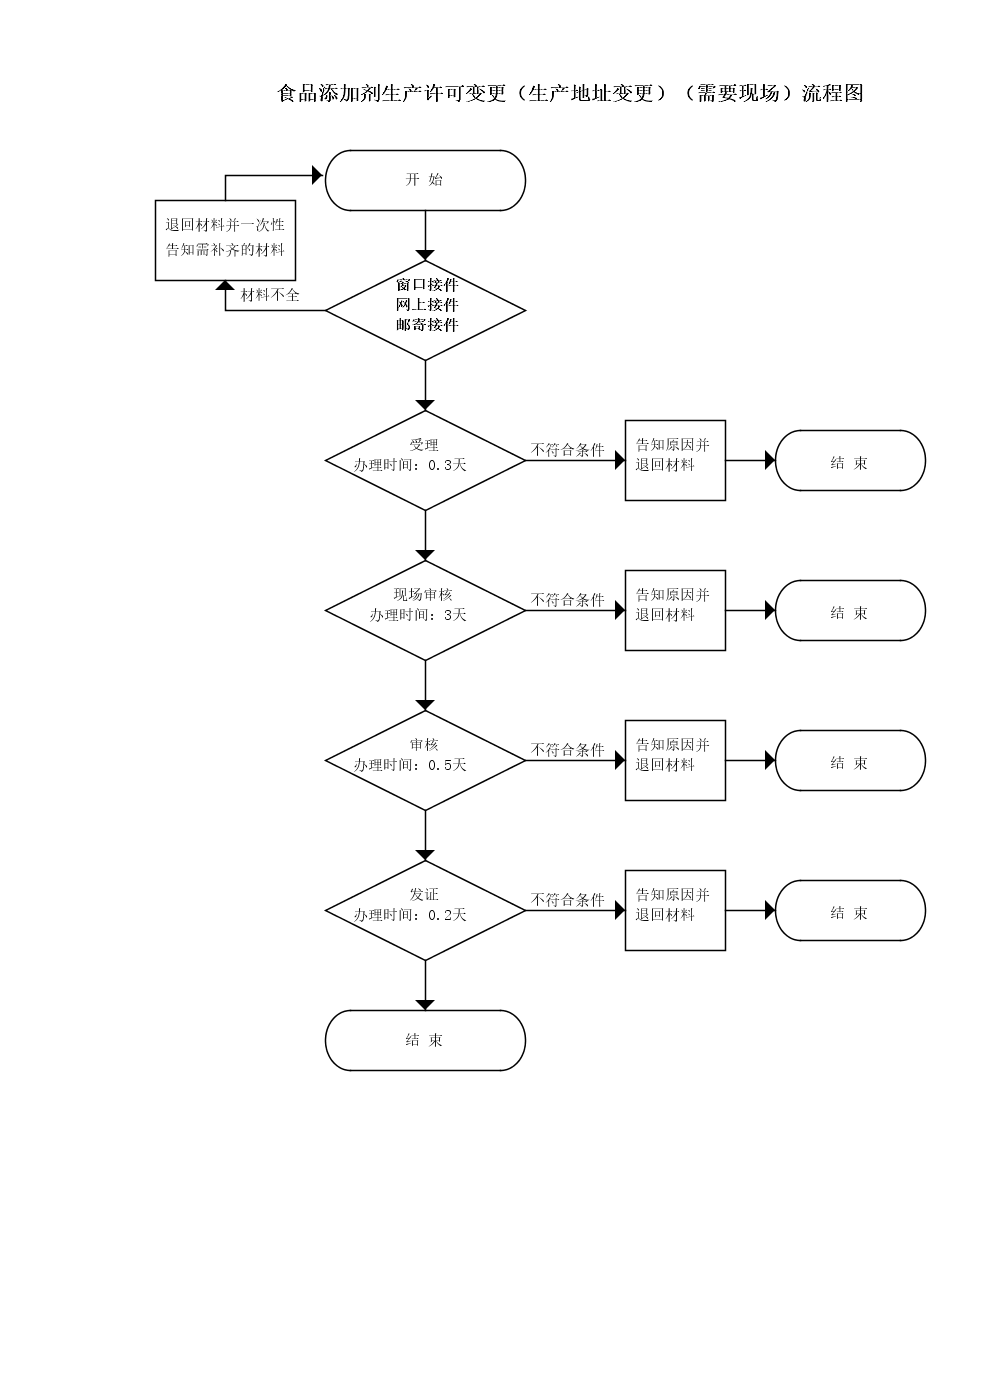 食品添加剂生产许可变更（生产地址变更）（需要现场）流程图
开 始
退回材料并一次性
告知需补齐的材料
材料不全
窗口接件
网上接件
邮寄接件
受理
办理时间：0.3天
不符合条件
告知原因并
退回材料
结 束
现场审核
办理时间：3天
不符合条件
告知原因并
退回材料
结 束
审核
办理时间：0.5天
不符合条件
告知原因并
退回材料
结 束
发证
办理时间：0.2天
不符合条件
告知原因并
退回材料
结 束
结 束